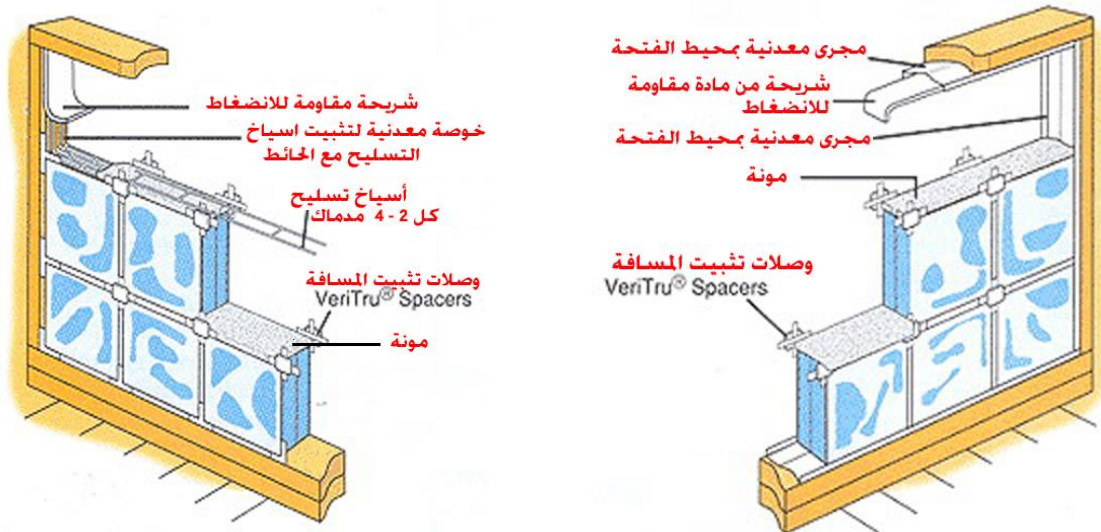 شريحة مقاومة للانضغاط
خوصة معدنية لتثبيت اسياخ
التسليح مع الحائط
أسياخ تسليح
كل 2 - 4 مدماك
وصلات تثبيت المسافة
VeriTru® Spacers
مونة
مجرى معدنية بمحيط الفتحة
شريحة من مادة مقاومة
للانضغاط
مجرى معدنية بمحيط الفتحة
مونة
وصلات تثبيت المسافة
VeriTru® Spacers